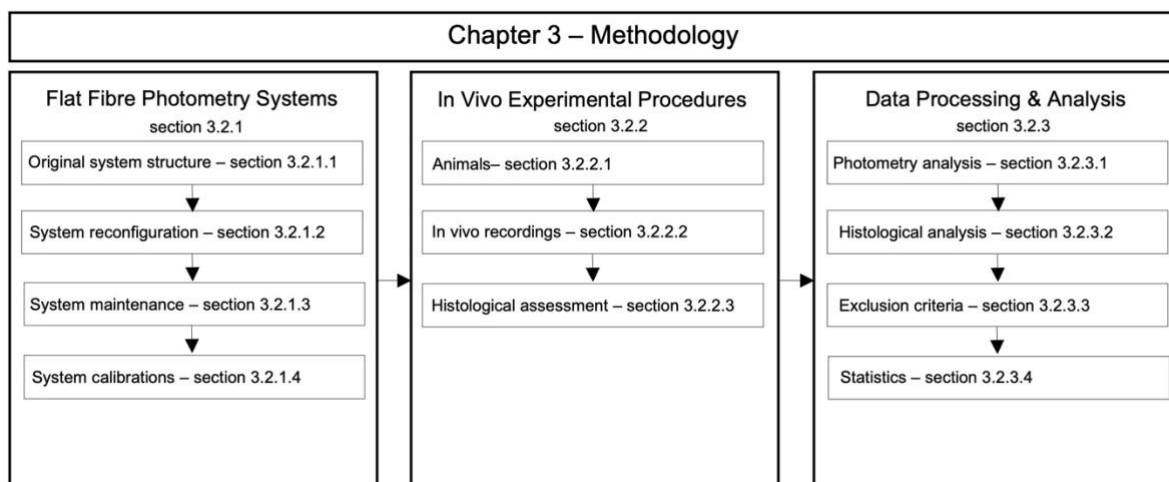 Chapter 3 – Methodology
Flat Fibre Photometry Systems
section 3.2.1
Original system structure – section 3.2.1.1
System reconfiguration – section 3.2.1.2
System maintenance – section 3.2.1.3
System calibrations – section 3.2.1.4
In Vivo Experimental Procedures
section 3.2.2
Animals– section 3.2.2.1
In vivo recordings – section 3.2.2.2
Histological assessment – section 3.2.2.3
Data Processing & Analysis
section 3.2.3
Photometry analysis – section 3.2.3.1
Histological analysis – section 3.2.3.2
Exclusion criteria – section 3.2.3.3
Statistics – section 3.2.3.4